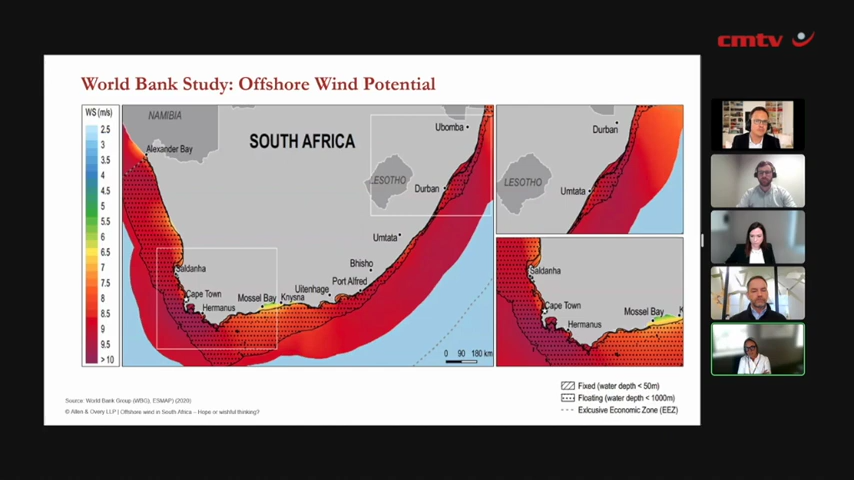 cmtv
World Bank Study: Offshore Wind Potential
WS (m/s)
2.5
3
3.5
4
4.5
5
5.5
6
6.5
7
7.5
8
8.5
9
9.5
> 10
NAMIBIA
SOUTH AFRICA
Alexander Bay
LESOTHO
Ubomba
Durban
Umtata
Bhisho
Port Alfred
Uitenhage
Knysna
Mossel Bay
Saldanha
Cape Town
Hermanus
0 90 180 km
Durban
LESOTHO
Umtata
Saldanha
Cape Town
Hermanus
Mossel Bay
K
Fixed (water depth < 50m)
Floating (water depth < 1000m)
Exlcusive Economic Zone (EEZ)
Source: World Bank Group (WBG), ESMAP) (2020)
© Allen & Overy LLP | Offshore wind in South Africa – Hope or wishful thinking?